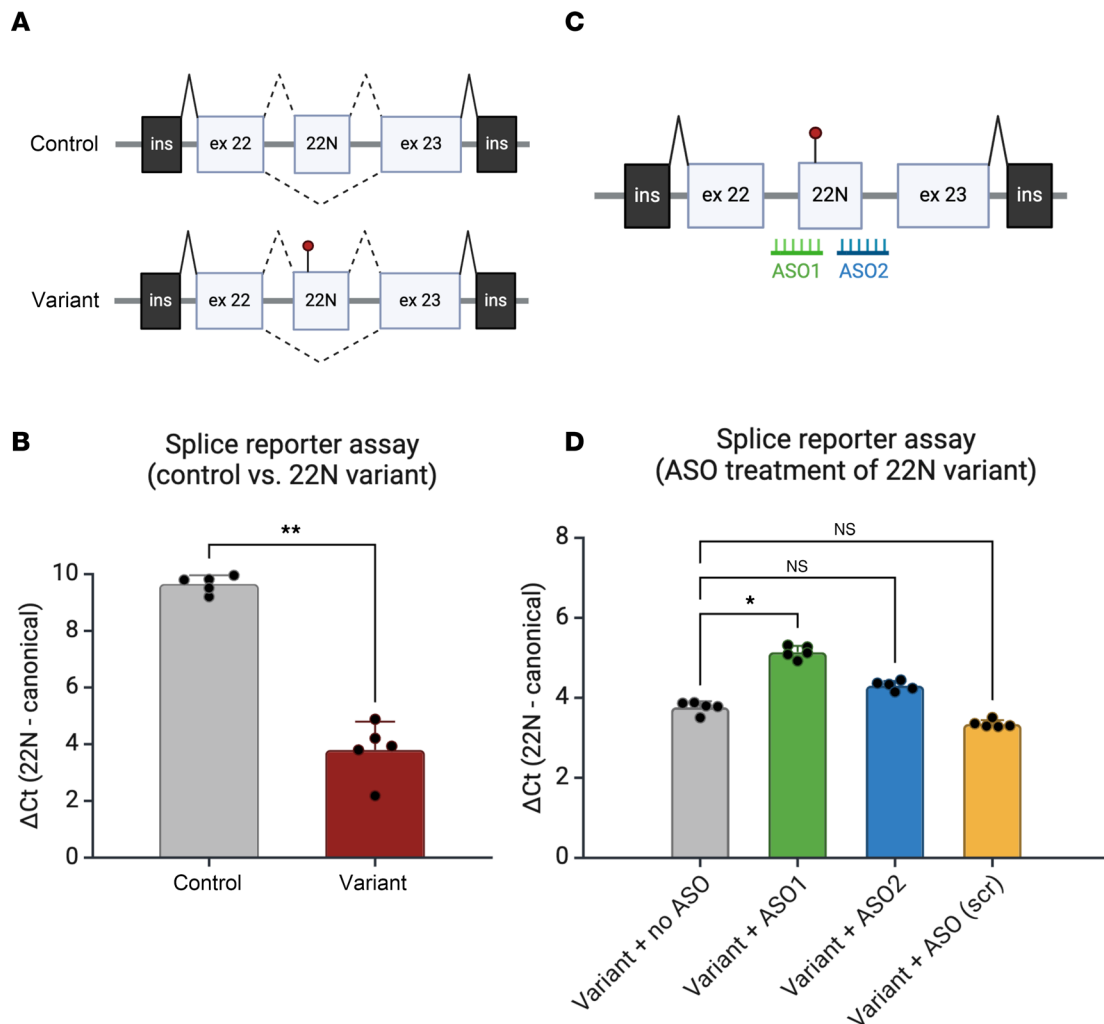 A
Control
ins
ex 22
22N
ex 23
ins
Variant
ins
ex 22
22N
ex 23
ins
C
ins
ex 22
22N
ex 23
ins
ASO1
ASO2
B
Splice reporter assay
(control vs. 22N variant)
ΔCt (22N - canonical)
10
8
6
4
2
0
**
Control
Variant
D
Splice reporter assay
(ASO treatment of 22N variant)
ΔCt (22N - canonical)
8
6
4
2
0
NS
NS
*
Variant + no ASO
Variant + ASO1
Variant + ASO2
Variant + ASO (scr)